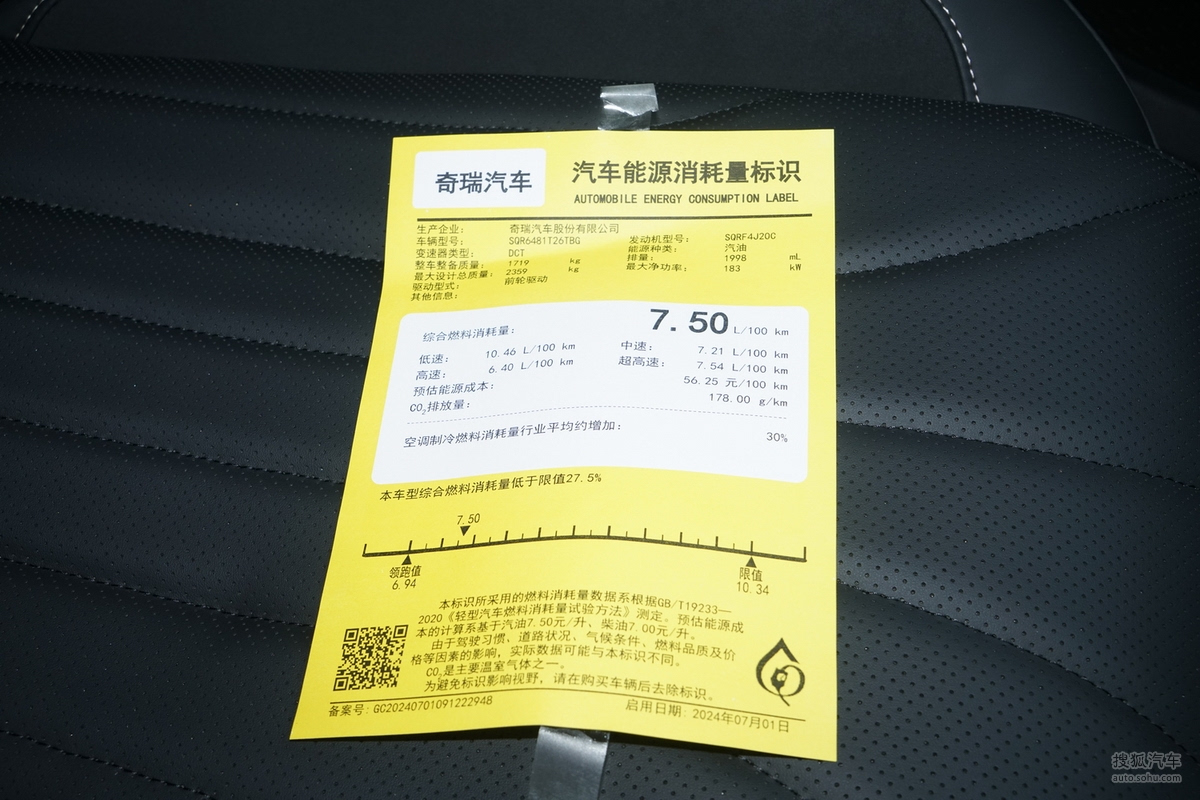 奇瑞汽车
汽车能源消耗量标识
AUTOMOBILE ENERGY CONSUMPTION LABEL
生产企业: 奇瑞汽车股份有限公司
车辆型号: SQR6481T26TBG 发动机型号: SQRF4J20C
变速器类型: DCT 能源种类: 汽油
整车整备质量: 1719 kg 排量: 1998 mL
最大设计总质量: 2359 kg 最大净功率: 183 kW
驱动型式: 前轮驱动
其他信息:
综合燃料消耗量: 7.50 L/100 km
低速: 10.46 L/100 km 中速: 7.21 L/100 km
高速: 6.40 L/100 km 超高速: 7.54 L/100 km
预估能源成本: 56.25 元/100 km
CO₂排放量: 178.00 g/km
空调制冷燃料消耗量行业平均约增加: 30%
本车型综合燃料消耗量低于限值27.5%
7.50
领跑值 限值
6.94 10.34
本标识所采用的燃料消耗量数据系根据GB/T19233—
2020《轻型汽车燃料消耗量试验方法》测定。预估能源成
本的计算系基于汽油7.50元/升、柴油7.00元/升。
由于驾驶习惯、道路状况、气候条件、燃料品质及价
格等因素的影响,实际数据可能与本标识不同。
CO₂是主要温室气体之一。
为避免标识影响视野,请在购买车辆后去除标识。
备案号:GC20240701091222948 启用日期:2024年07月01日
搜狐汽车
auto.sohu.com